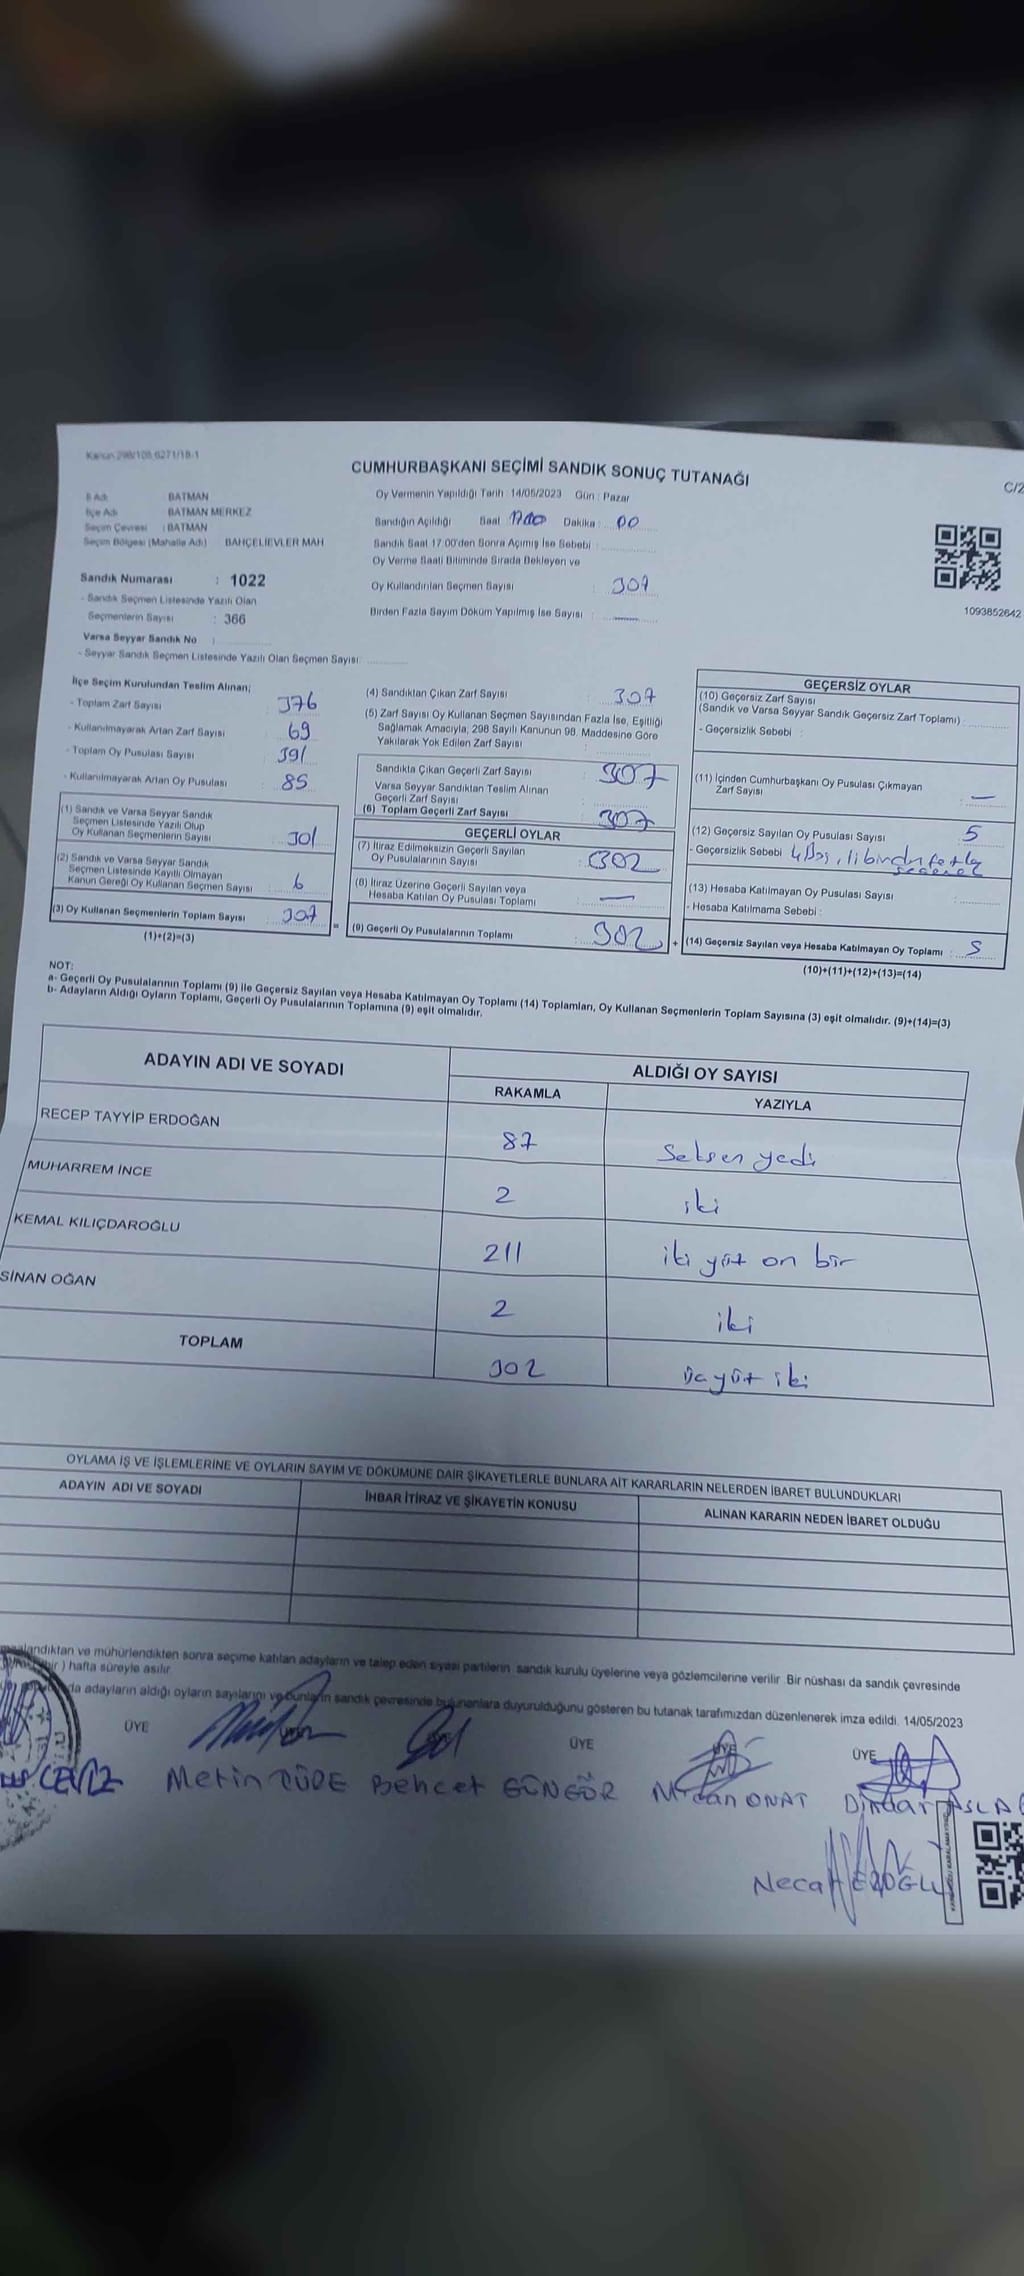 Kanun 298/105 6271/18-1
CUMHURBAŞKANI SEÇİMİ SANDIK SONUÇ TUTANAĞI
C/2
İl Adı BATMAN
İlçe Adı BATMAN MERKEZ
Seçim Çevresi : BATMAN
Seçim Bölgesi (Mahalle Adı) BAHÇELİEVLER MAH
Oy Vermenin Yapıldığı Tarih : 14/05/2023 Gün : Pazar
Sandığın Açıldığı Saat 17.00 Dakika : 00
Sandık Saat 17:00'den Sonra Açımış İse Sebebi :
Oy Verme Saati Bitiminde Sırada Bekleyen ve
Oy Kullandırılan Seçmen Sayısı : 307
Birden Fazla Sayım Döküm Yapılmış İse Sayısı : —
1093852642
Sandık Numarası : 1022
- Sandık Seçmen Listesinde Yazılı Olan
Seçmenlerin Sayısı : 366
Varsa Seyyar Sandık No :
- Seyyar Sandık Seçmen Listesinde Yazılı Olan Seçmen Sayısı:
İlçe Seçim Kurulundan Teslim Alınan;
- Toplam Zarf Sayısı : 376
- Kullanılmayarak Artan Zarf Sayısı : 69
- Toplam Oy Pusulası Sayısı : 391
- Kullanılmayarak Artan Oy Pusulası : 85
(1) Sandık ve Varsa Seyyar Sandık
Seçmen Listesinde Yazılı Olup
Oy Kullanan Seçmenlerin Sayısı : 301
(2) Sandık ve Varsa Seyyar Sandık
Seçmen Listesinde Kayıtlı Olmayan
Kanun Gereği Oy Kullanan Seçmen Sayısı : 6
(3) Oy Kullanan Seçmenlerin Toplam Sayısı : 307
(1)+(2)=(3)
(4) Sandıktan Çıkan Zarf Sayısı : 307
(5) Zarf Sayısı Oy Kullanan Seçmen Sayısından Fazla İse, Eşitliği
Sağlamak Amacıyla, 298 Sayılı Kanunun 98. Maddesine Göre
Yakılarak Yok Edilen Zarf Sayısı :
Sandıkta Çıkan Geçerli Zarf Sayısı : 307
Varsa Seyyar Sandıktan Teslim Alınan
Geçerli Zarf Sayısı :
(6) Toplam Geçerli Zarf Sayısı : 307
GEÇERLİ OYLAR
(7) İtiraz Edilmeksizin Geçerli Sayılan
Oy Pusulalarının Sayısı : 302
(8) İtiraz Üzerine Geçerli Sayılan veya
Hesaba Katılan Oy Pusulası Toplamı : —
(9) Geçerli Oy Pusulalarının Toplamı : 302
GEÇERSİZ OYLAR
(10) Geçersiz Zarf Sayısı
(Sandık ve Varsa Seyyar Sandık Geçersiz Zarf Toplamı) :
- Geçersizlik Sebebi :
(11) İçinden Cumhurbaşkanı Oy Pusulası Çıkmayan
Zarf Sayısı : —
(12) Geçersiz Sayılan Oy Pusulası Sayısı : 5
- Geçersizlik Sebebi 4 Boş, 1i birden fazla
(13) Hesaba Katılmayan Oy Pusulası Sayısı :
- Hesaba Katılmama Sebebi :
(14) Geçersiz Sayılan veya Hesaba Katılmayan Oy Toplamı : 5
(10)+(11)+(12)+(13)=(14)
NOT:
a- Geçerli Oy Pusulalarının Toplamı (9) ile Geçersiz Sayılan veya Hesaba Katılmayan Oy Toplamı (14) Toplamları, Oy Kullanan Seçmenlerin Toplam Sayısına (3) eşit olmalıdır. (9)+(14)=(3)
b- Adayların Aldığı Oyların Toplamı, Geçerli Oy Pusulalarının Toplamına (9) eşit olmalıdır.
ADAYIN ADI VE SOYADI ALDIĞI OY SAYISI
RAKAMLA YAZIYLA
RECEP TAYYİP ERDOĞAN 87 Seksen yedi
MUHARREM İNCE 2 iki
KEMAL KILIÇDAROĞLU 211 iki yüz on bir
SİNAN OĞAN 2 iki
TOPLAM 302 Üçyüz iki
OYLAMA İŞ VE İŞLEMLERİNE VE OYLARIN SAYIM VE DÖKÜMÜNE DAİR ŞİKAYETLERLE BUNLARA AİT KARARLARIN NELERDEN İBARET BULUNDUKLARI
ADAYIN ADI VE SOYADI İHBAR İTİRAZ VE ŞİKAYETİN KONUSU ALINAN KARARIN NEDEN İBARET OLDUĞU
ve mühürlendikten sonra seçime katılan adayların ve talep eden siyasi partilerin sandık kurulu üyelerine veya gözlemcilerine verilir. Bir nüshası da sandık çevresinde
) hafta süreyle asılır
da adayların aldığı oyların sayılarını ve bunların sandık çevresinde bulunanlara duyurulduğunu gösteren bu tutanak tarafımızdan düzenlenerek imza edildi. 14/05/2023
ÜYE ÜYE ÜYE ÜYE ÜYE
CEVİZ Metin Behcet GÜNGÖR ONAT Dindar ASLA
Necat EROĞLU